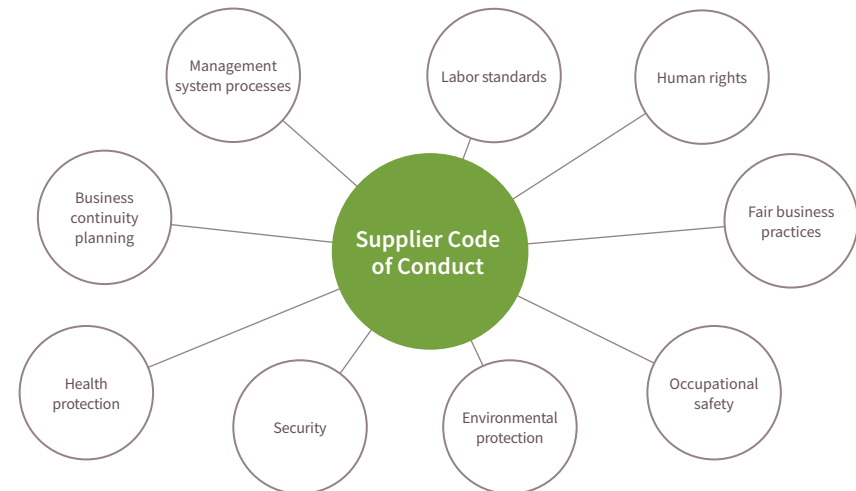 Management
system processes
Labor standards
Human rights
Business
continuity
planning
Supplier Code
of Conduct
Fair business
practices
Health
protection
Security
Environmental
protection
Occupational
safety